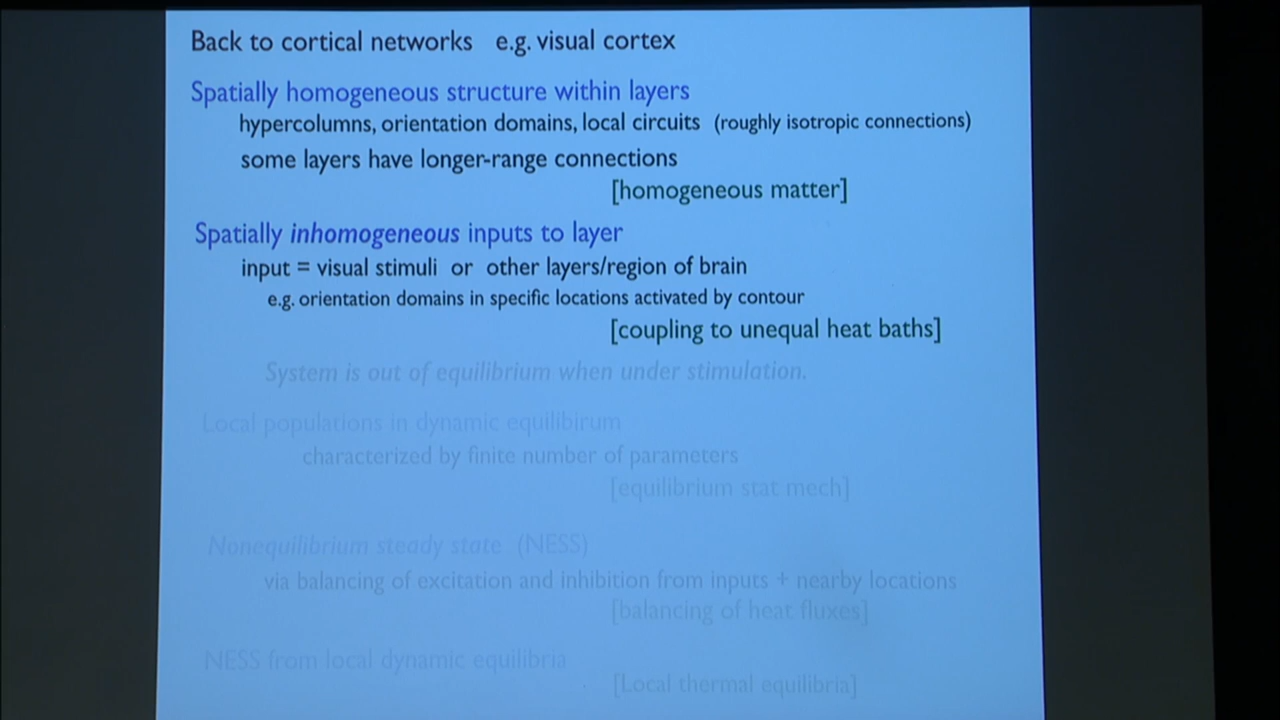 Back to cortical networks e.g. visual cortex
Spatially homogeneous structure within layers
hypercolumns, orientation domains, local circuits (roughly isotropic connections)
some layers have longer-range connections
[homogeneous matter]
Spatially inhomogeneous inputs to layer
input = visual stimuli or other layers/region of brain
e.g. orientation domains in specific locations activated by contour
[coupling to unequal heat baths]
System is out of equilibrium when under stimulation.
Local populations in dynamic equilibirum
characterized by finite number of parameters
[equilibrium stat mech]
Nonequilibrium steady state (NESS)
via balancing of excitation and inhibition from inputs + nearby locations
[balancing of heat fluxes]
NESS from local dynamic equilibria
[Local thermal equilibria]